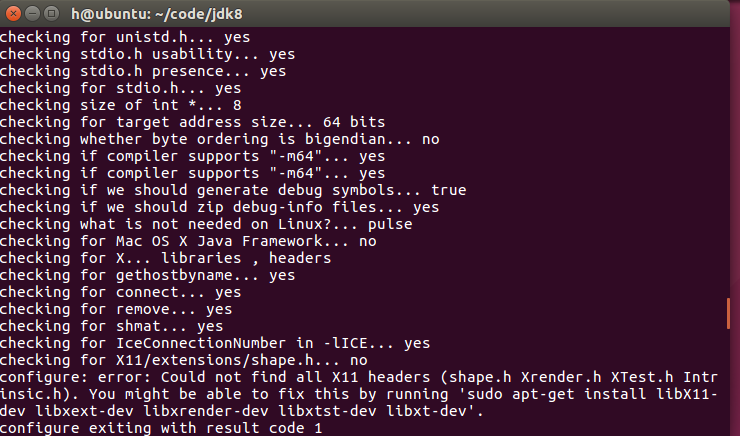 h@ubuntu: ~/code/jdk8
checking for unistd.h... yes
checking stdio.h usability... yes
checking stdio.h presence... yes
checking for stdio.h... yes
checking size of int *... 8
checking for target address size... 64 bits
checking whether byte ordering is bigendian... no
checking if compiler supports "-m64"... yes
checking if compiler supports "-m64"... yes
checking if we should generate debug symbols... true
checking if we should zip debug-info files... yes
checking what is not needed on Linux?... pulse
checking for Mac OS X Java Framework... no
checking for X... libraries , headers
checking for gethostbyname... yes
checking for connect... yes
checking for remove... yes
checking for shmat... yes
checking for IceConnectionNumber in -lICE... yes
checking for X11/extensions/shape.h... no
configure: error: Could not find all X11 headers (shape.h Xrender.h XTest.h Intr
insic.h). You might be able to fix this by running 'sudo apt-get install libX11-
dev libxext-dev libxrender-dev libxtst-dev libxt-dev'.
configure exiting with result code 1